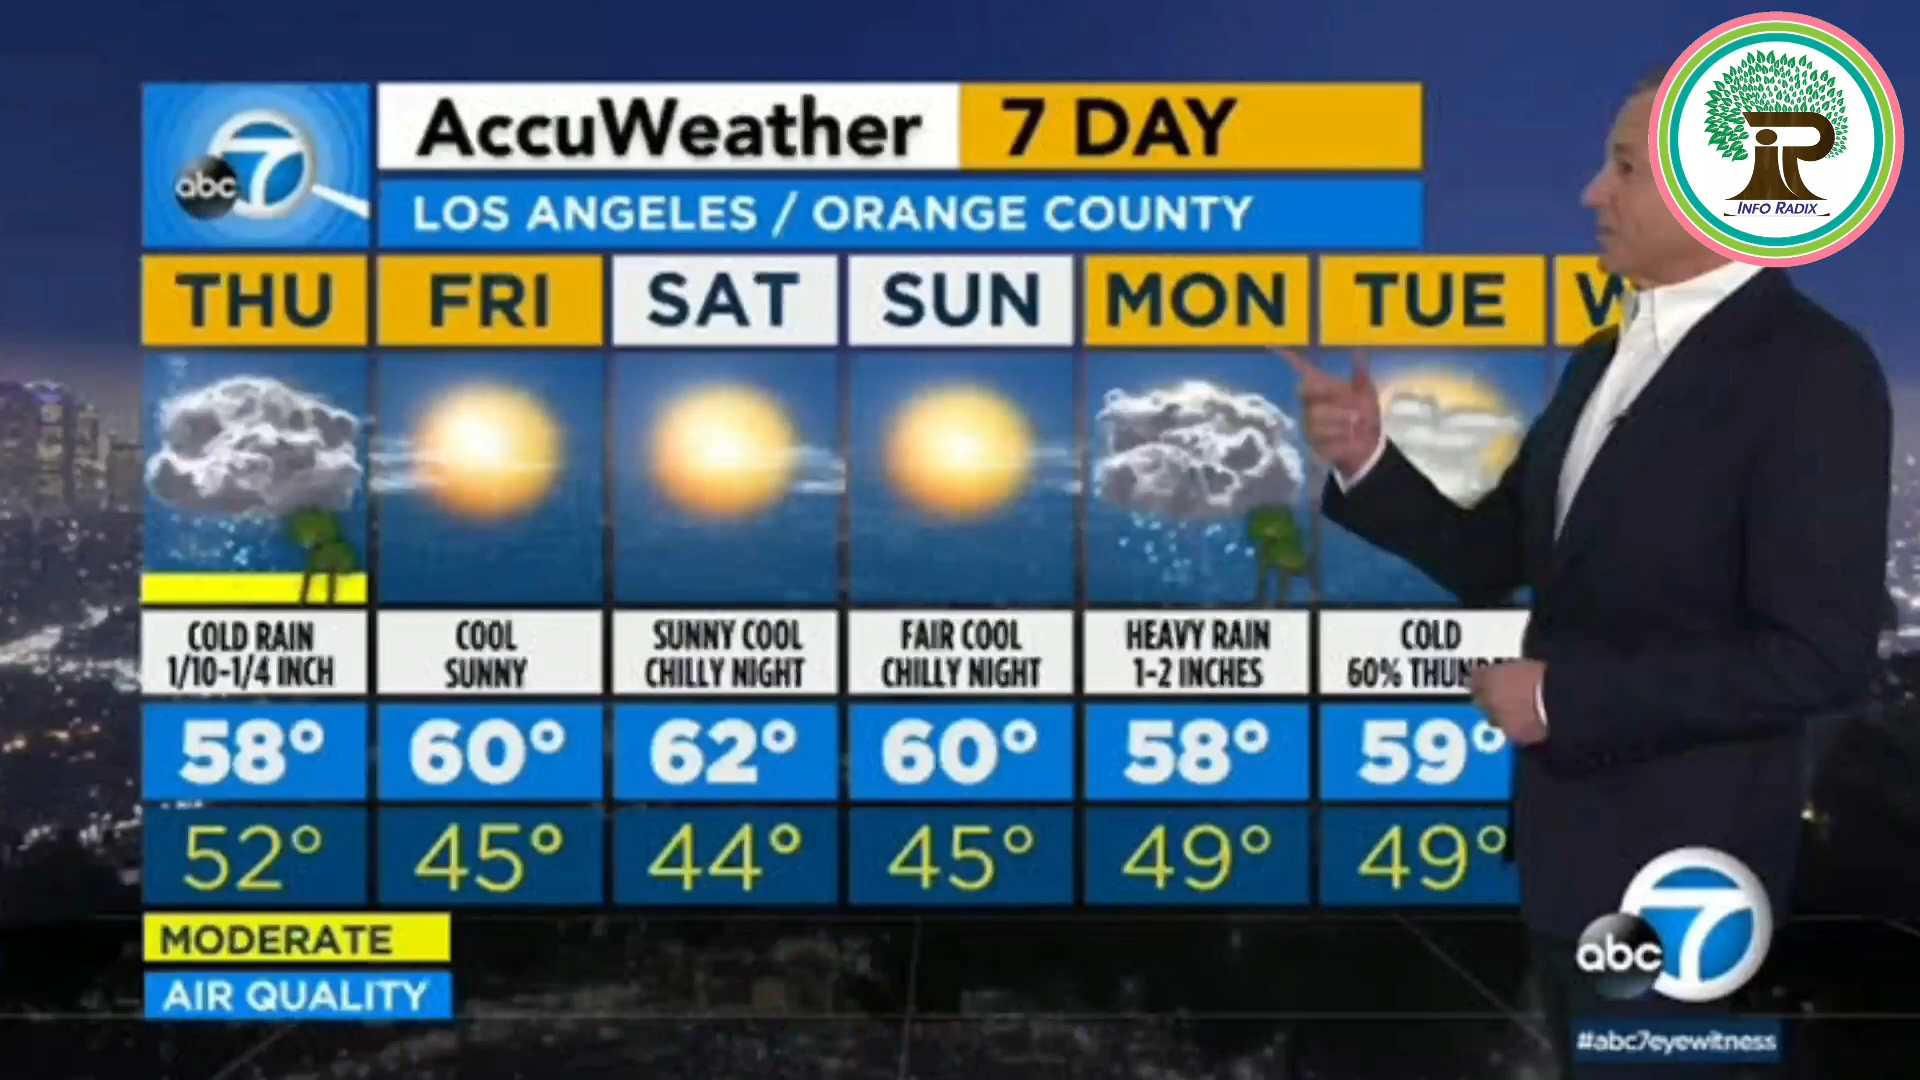 AccuWeather 7 DAY
abc 7
LOS ANGELES / ORANGE COUNTY
THU FRI SAT SUN MON TUE
COLD RAIN
1/10-1/4 INCH
COOL
SUNNY
SUNNY COOL
CHILLY NIGHT
FAIR COOL
CHILLY NIGHT
HEAVY RAIN
1-2 INCHES
COLD
60%
58° 60° 62° 60° 58° 59°
52° 45° 44° 45° 49° 49°
MODERATE
AIR QUALITY
iR
INFO RADIX
abc 7
#abc7eyewitness